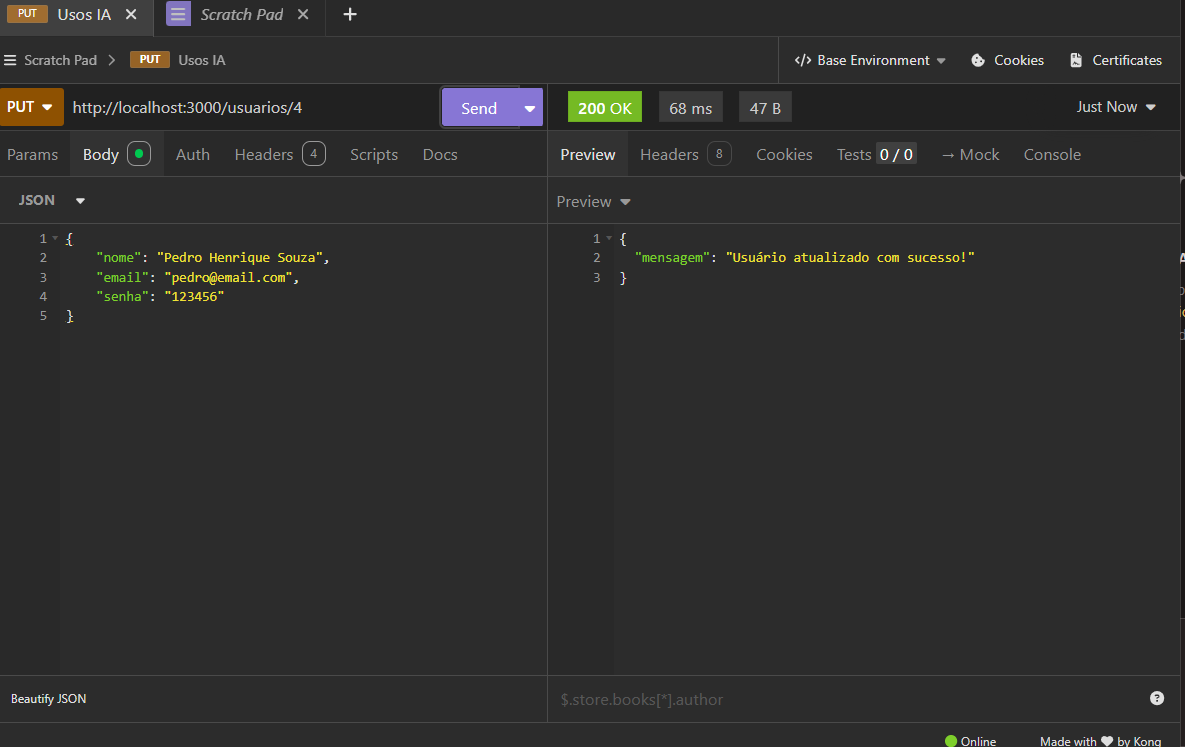 PUT Usos IA Scratch Pad
Scratch Pad PUT Usos IA Base Environment Cookies Certificates
PUT http://localhost:3000/usuarios/4 Send 200 OK 68 ms 47 B Just Now
Params Body Auth Headers 4 Scripts Docs Preview Headers 8 Cookies Tests 0 / 0 → Mock Console
JSON Preview
1 {
2 "nome": "Pedro Henrique Souza",
3 "email": "pedro@email.com",
4 "senha": "123456"
5 }
1 {
2 "mensagem": "Usuário atualizado com sucesso!"
3 }
Beautify JSON $.store.books[*].author
Online Made with ♥ by Kong